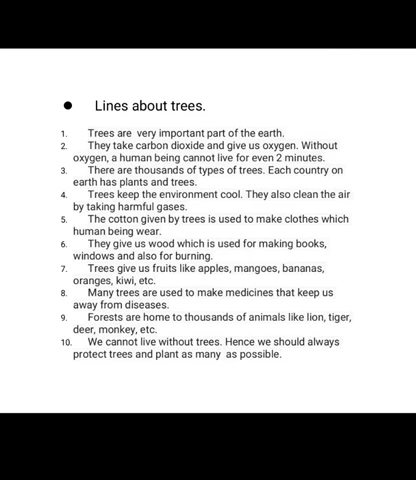 ● Lines about trees.
1. Trees are very important part of the earth.
2. They take carbon dioxide and give us oxygen. Without
oxygen, a human being cannot live for even 2 minutes.
3. There are thousands of types of trees. Each country on
earth has plants and trees.
4. Trees keep the environment cool. They also clean the air
by taking harmful gases.
5. The cotton given by trees is used to make clothes which
human being wear.
6. They give us wood which is used for making books,
windows and also for burning.
7. Trees give us fruits like apples, mangoes, bananas,
oranges, kiwi, etc.
8. Many trees are used to make medicines that keep us
away from diseases.
9. Forests are home to thousands of animals like lion, tiger,
deer, monkey, etc.
10. We cannot live without trees. Hence we should always
protect trees and plant as many as possible.